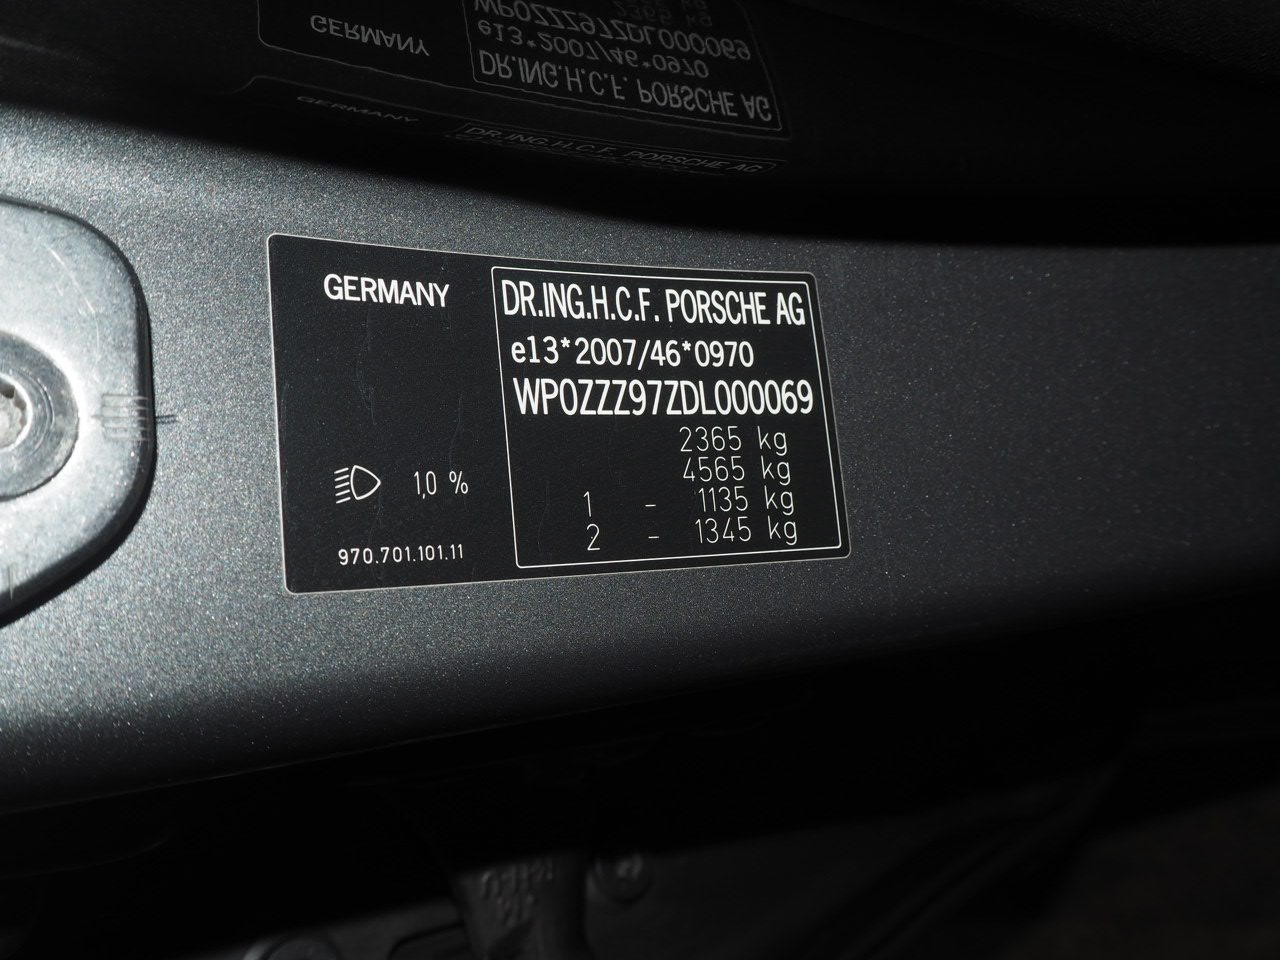 GERMANY
DR.ING.H.C.F. PORSCHE AG
e13*2007/46*0970
WP0ZZZ97ZDL000069
2365 kg
4565 kg
1 - 1135 kg
2 - 1345 kg
1,0 %
970.701.101.11